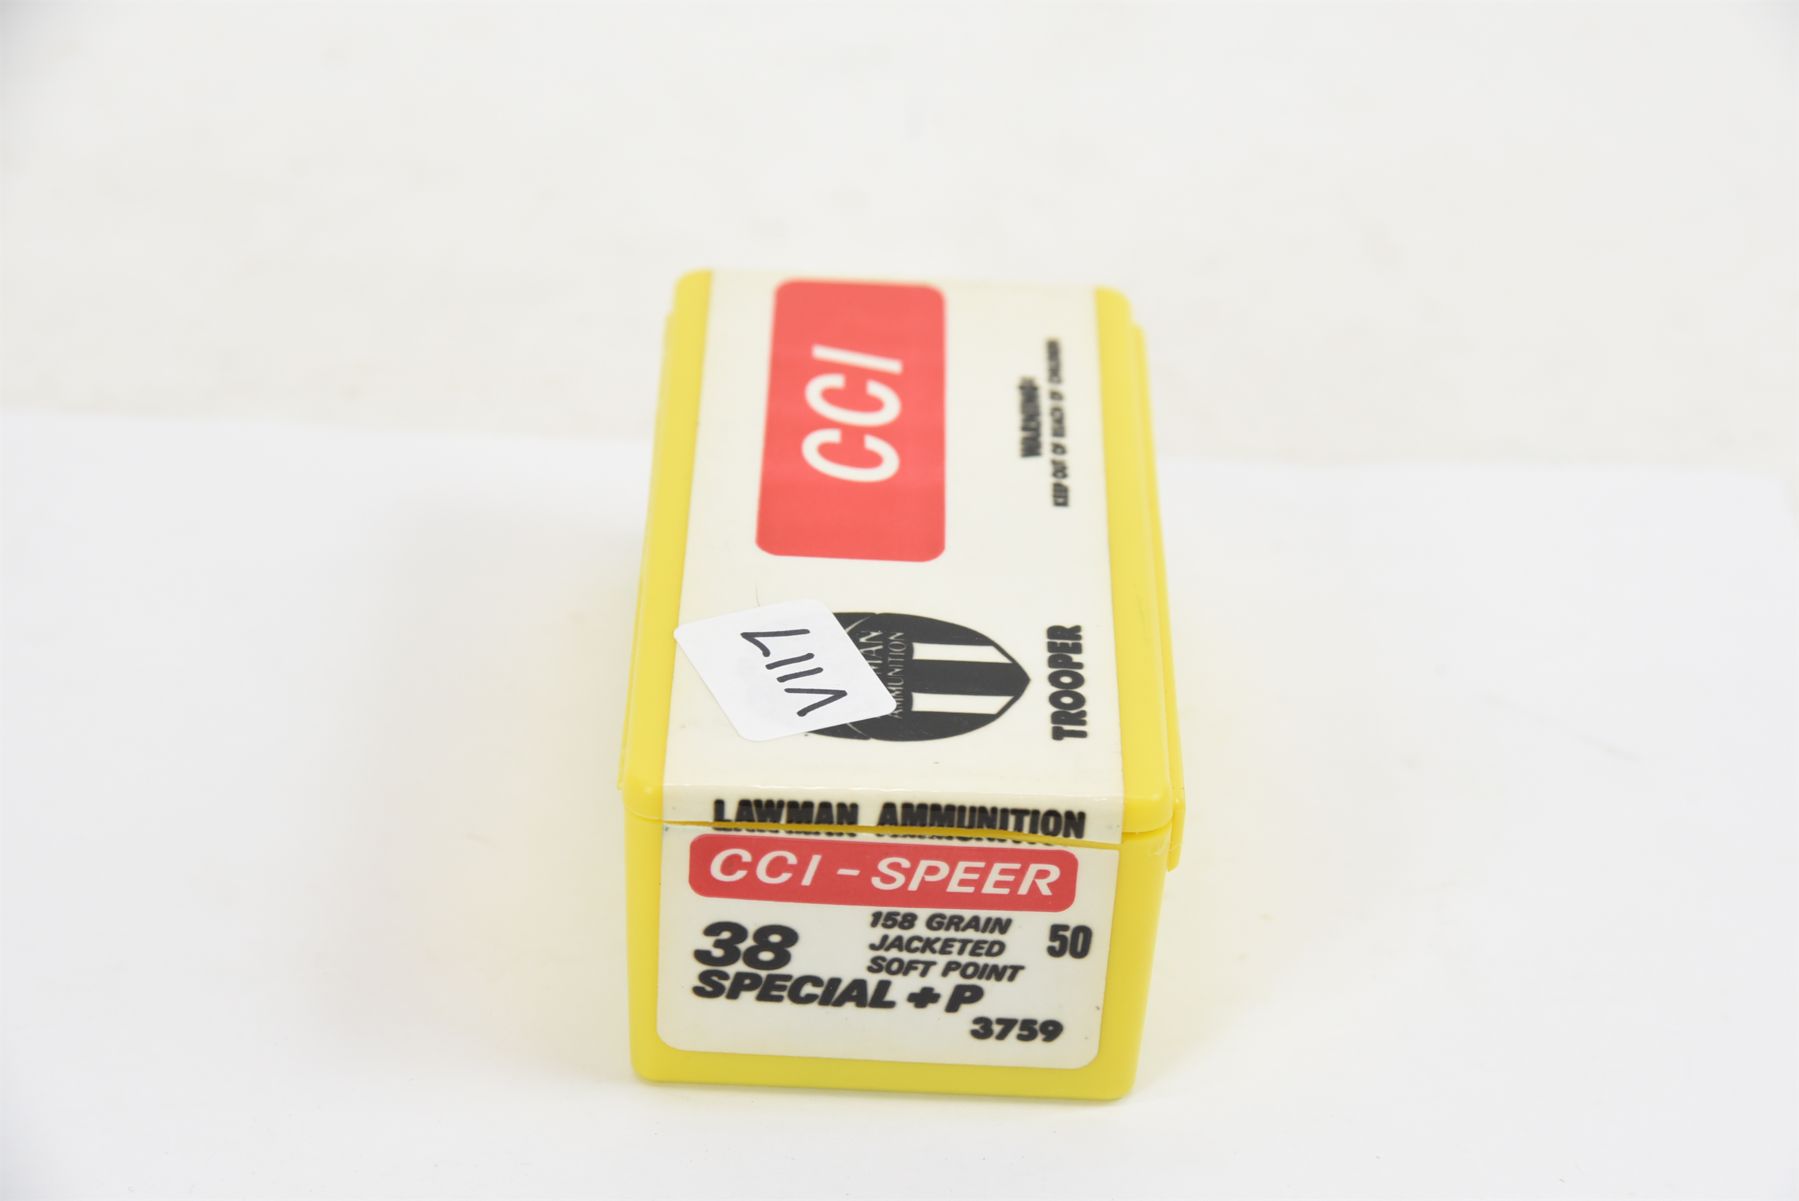 CCI
WARNING:
KEEP OUT OF REACH OF CHILDREN
AMMUNITION
TROOPER
V117
LAWMAN AMMUNITION
CCI - SPEER
38
SPECIAL + P
158 GRAIN
JACKETED
SOFT POINT
50
3759